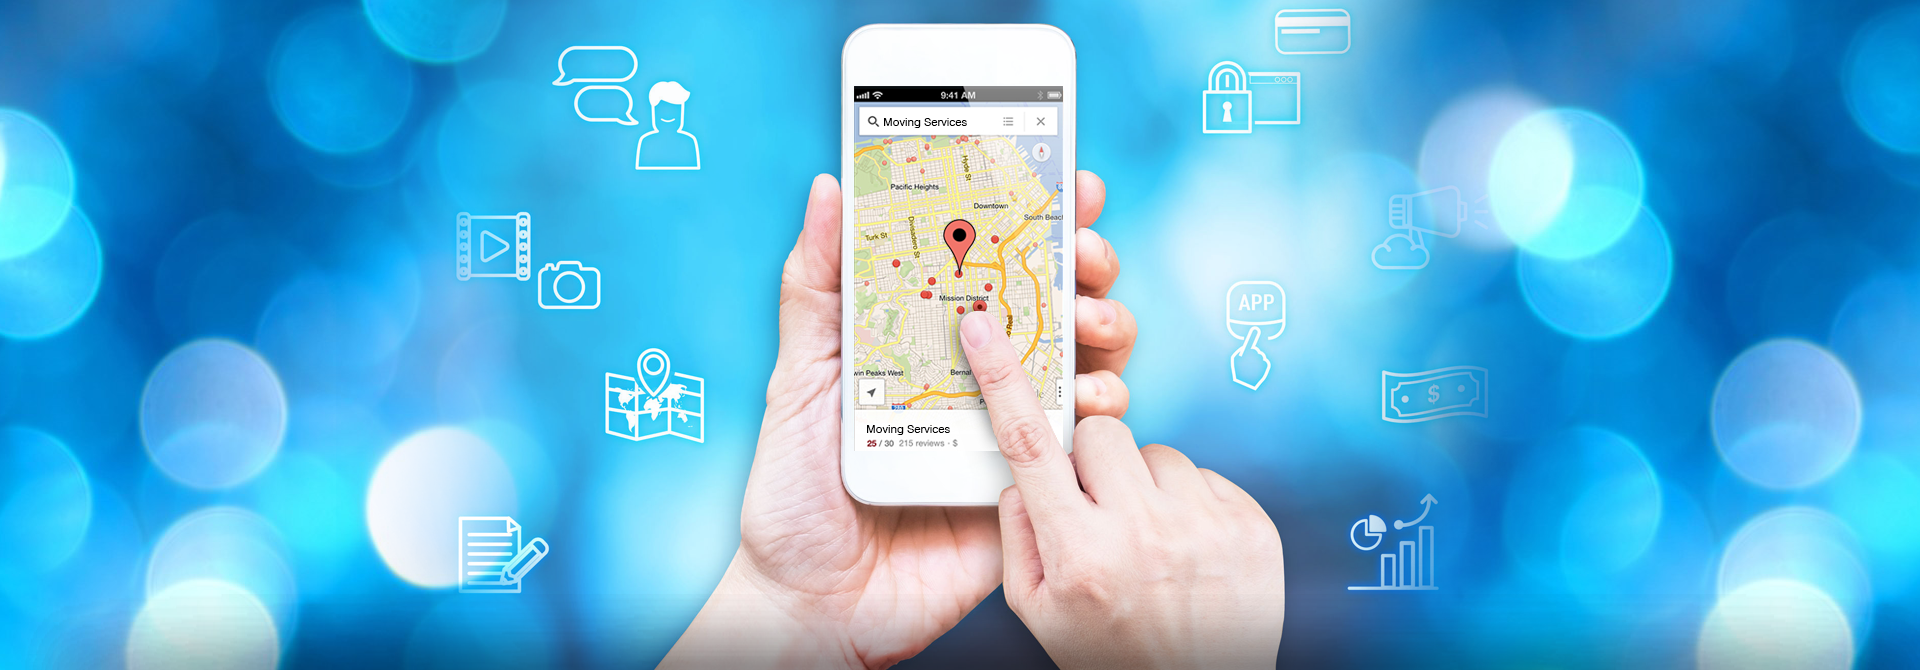 9:41 AM
Moving Services
Hyde St
Pacific Heights
Downtown
South Beach
Divisadero St
Turk St
Mission District
Bernal
win Peaks West
Moving Services
25 / 30 215 reviews - $
APP
$